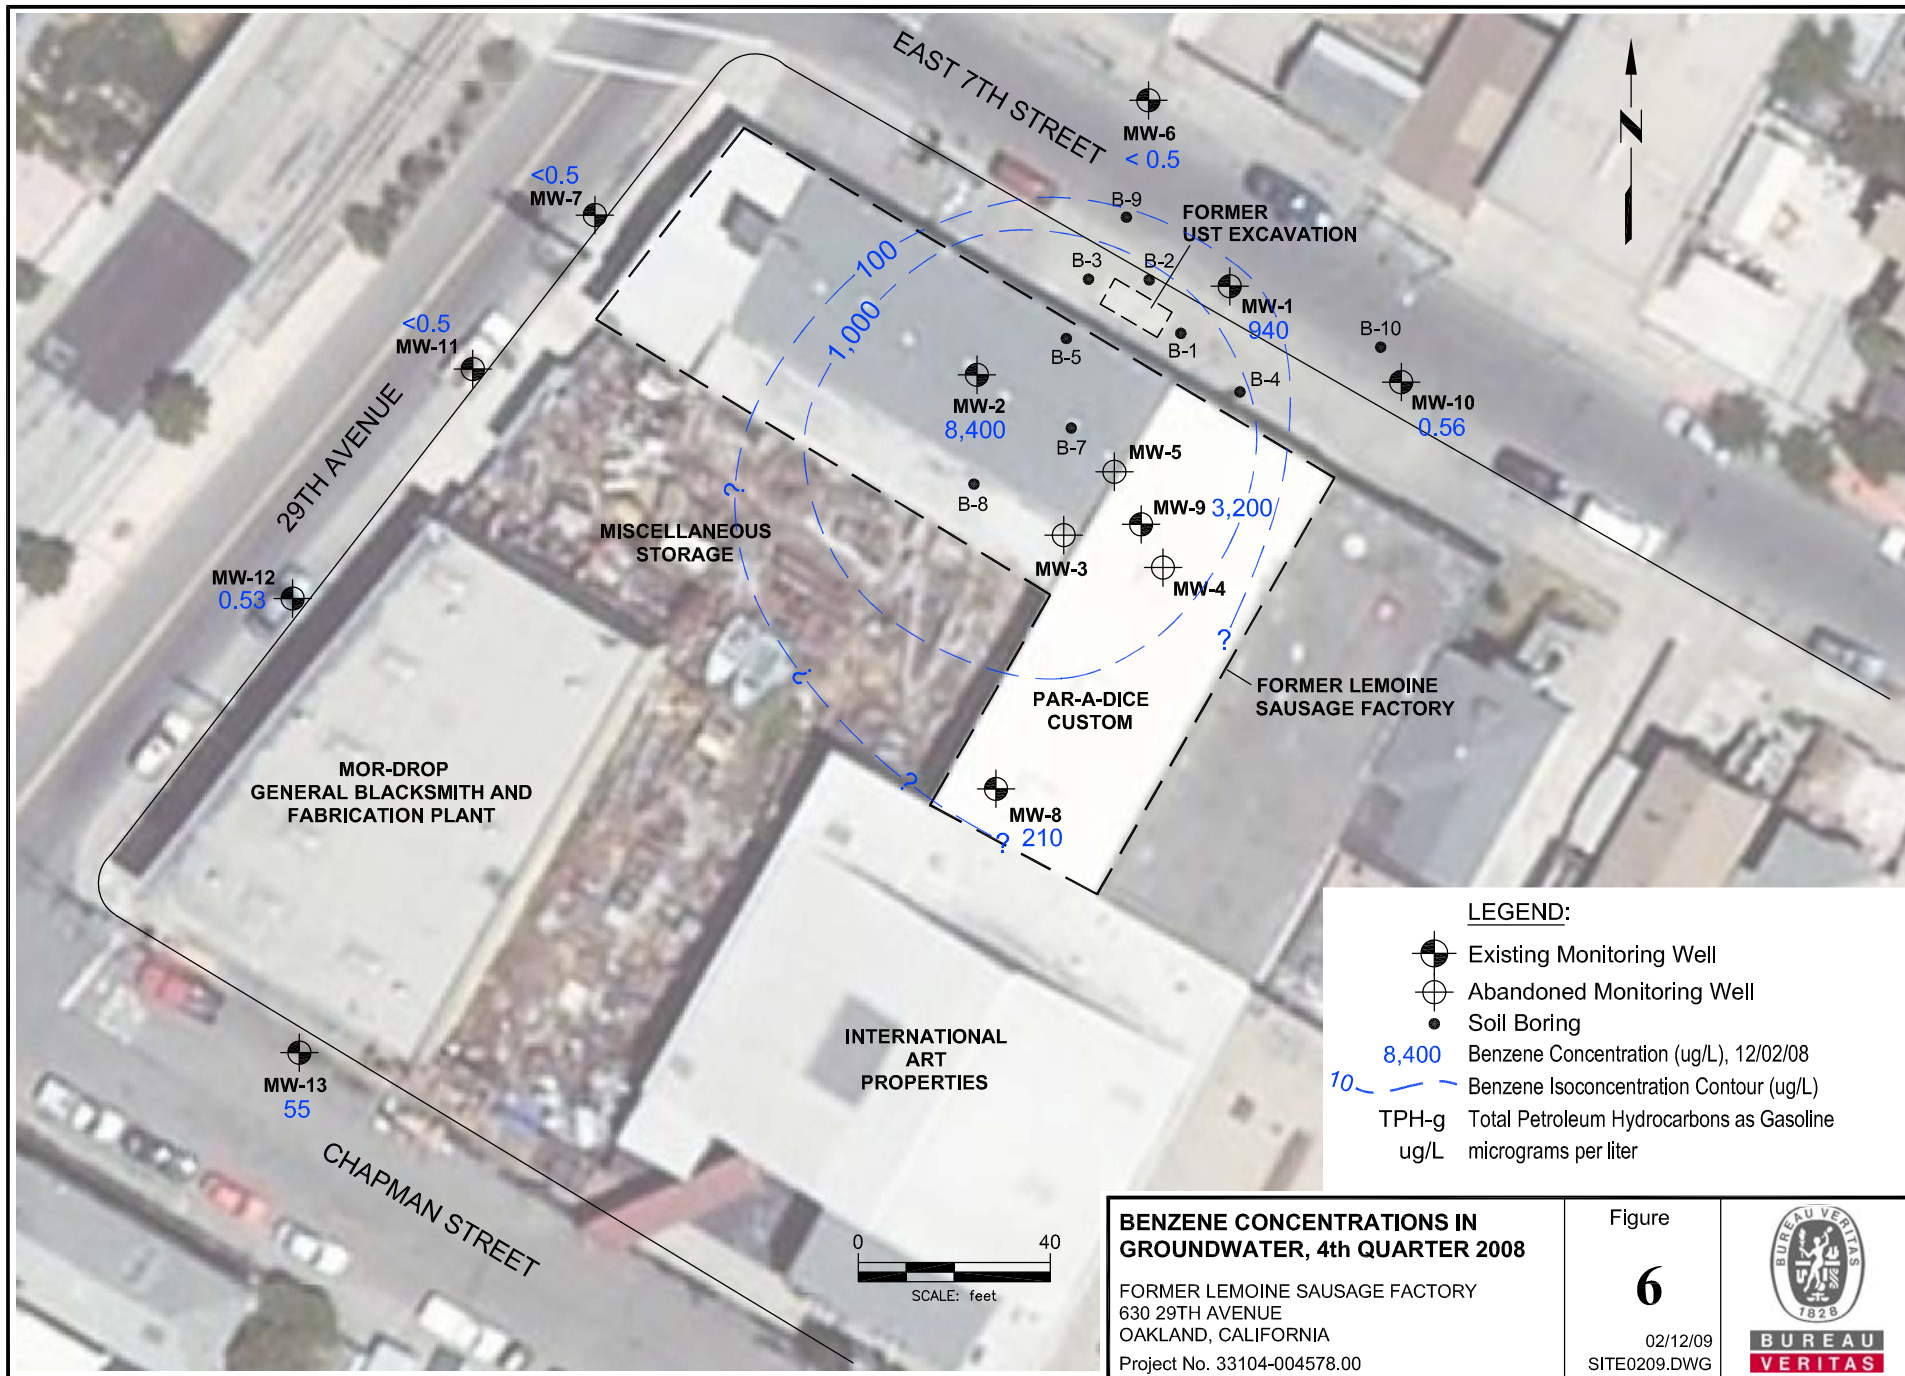 EAST 7TH STREET
MW-6
< 0.5
N
<0.5
MW-7
B-9
FORMER
UST EXCAVATION
100
B-3
B-2
MW-1
940
1,000
<0.5
MW-11
B-5
B-1
B-10
B-4
MW-2
8,400
MW-10
0.56
B-7
MW-5
29TH AVENUE
?
B-8
MW-9
3,200
MISCELLANEOUS
STORAGE
MW-3
MW-4
MW-12
0.53
?
?
PAR-A-DICE
CUSTOM
FORMER LEMOINE
SAUSAGE FACTORY
MOR-DROP
GENERAL BLACKSMITH AND
FABRICATION PLANT
?
MW-8
? 210
LEGEND:
Existing Monitoring Well
Abandoned Monitoring Well
Soil Boring
8,400 Benzene Concentration (ug/L), 12/02/08
10 Benzene Isoconcentration Contour (ug/L)
TPH-g Total Petroleum Hydrocarbons as Gasoline
ug/L micrograms per liter
INTERNATIONAL
ART
PROPERTIES
MW-13
55
CHAPMAN STREET
0 40
SCALE: feet
BENZENE CONCENTRATIONS IN
GROUNDWATER, 4th QUARTER 2008
FORMER LEMOINE SAUSAGE FACTORY
630 29TH AVENUE
OAKLAND, CALIFORNIA
Project No. 33104-004578.00
Figure
6
02/12/09
SITE0209.DWG
BUREAU VERITAS
1828
BUREAU
VERITAS